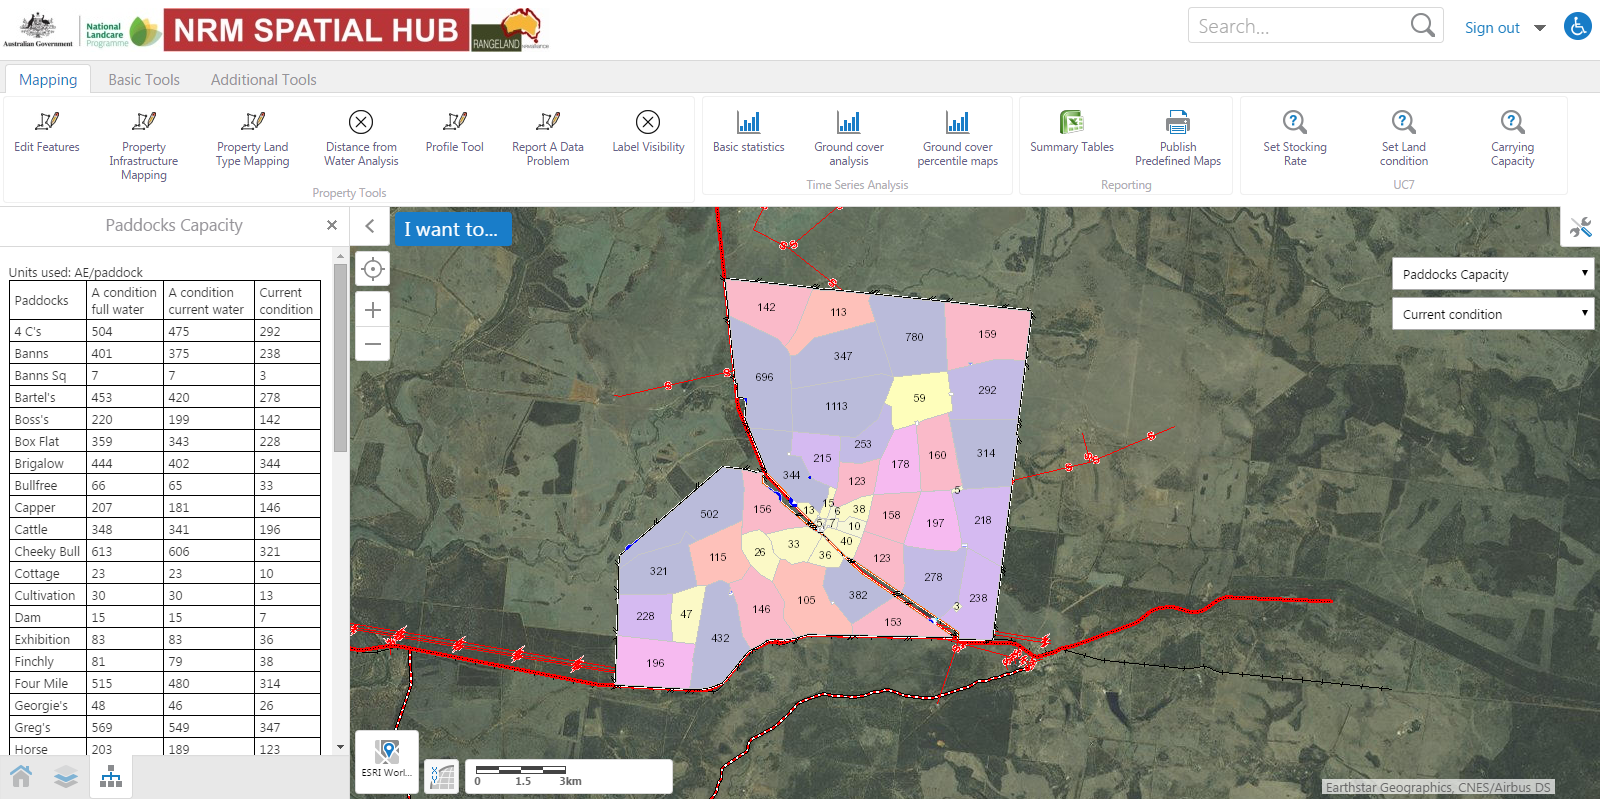 Australian Government
National
Landcare
Programme
NRM SPATIAL HUB
RANGELAND
Search...
Sign out
Mapping
Basic Tools
Additional Tools
Edit Features
Property
Infrastructure
Mapping
Property Land
Type Mapping
Distance from
Water Analysis
Profile Tool
Report A Data
Problem
Label Visibility
Property Tools
Basic statistics
Ground cover
analysis
Ground cover
percentile maps
Time Series Analysis
Summary Tables
Publish
Predefined Maps
Reporting
Set Stocking
Rate
Set Land
condition
Carrying
Capacity
UC7
Paddocks Capacity
I want to...
Units used: AE/paddock
Paddocks A condition full water A condition current water Current condition
4 C's 504 475 292
Banns 401 375 238
Banns Sq 7 7 3
Bartel's 453 420 278
Boss's 220 199 142
Box Flat 359 343 228
Brigalow 444 402 344
Bullfree 66 65 33
Capper 207 181 146
Cattle 348 341 196
Cheeky Bull 613 606 321
Cottage 23 23 10
Cultivation 30 30 13
Dam 15 15 7
Exhibition 83 83 36
Finchly 81 79 38
Four Mile 515 480 314
Georgie's 48 46 26
Greg's 569 549 347
Horse 203 189 123
Paddocks Capacity
Current condition
142
113
780
159
347
696
292
1113
59
253
215
178
160
314
344
123
5
15
13
6
38
158
197
218
502
156
5
7
10
40
33
26
36
115
123
321
278
382
238
3
146
105
228
47
432
153
196
ESRI Worl...
0 1.5 3km
Earthstar Geographics, CNES/Airbus DS